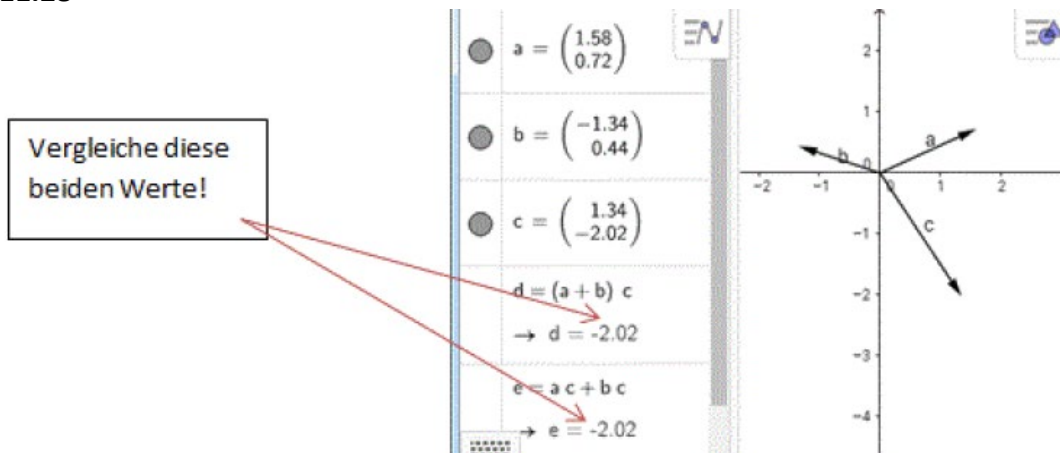 Vergleiche diese
beiden Werte!
a = (1.58
0.72)
b = (−1.34
0.44)
c = (1.34
−2.02)
d = (a + b) c
→ d = -2.02
e = a c + b c
→ e = -2.02
2
1
0
−2 −1 0 1 2
−1
−2
−3
−4
a
b
c